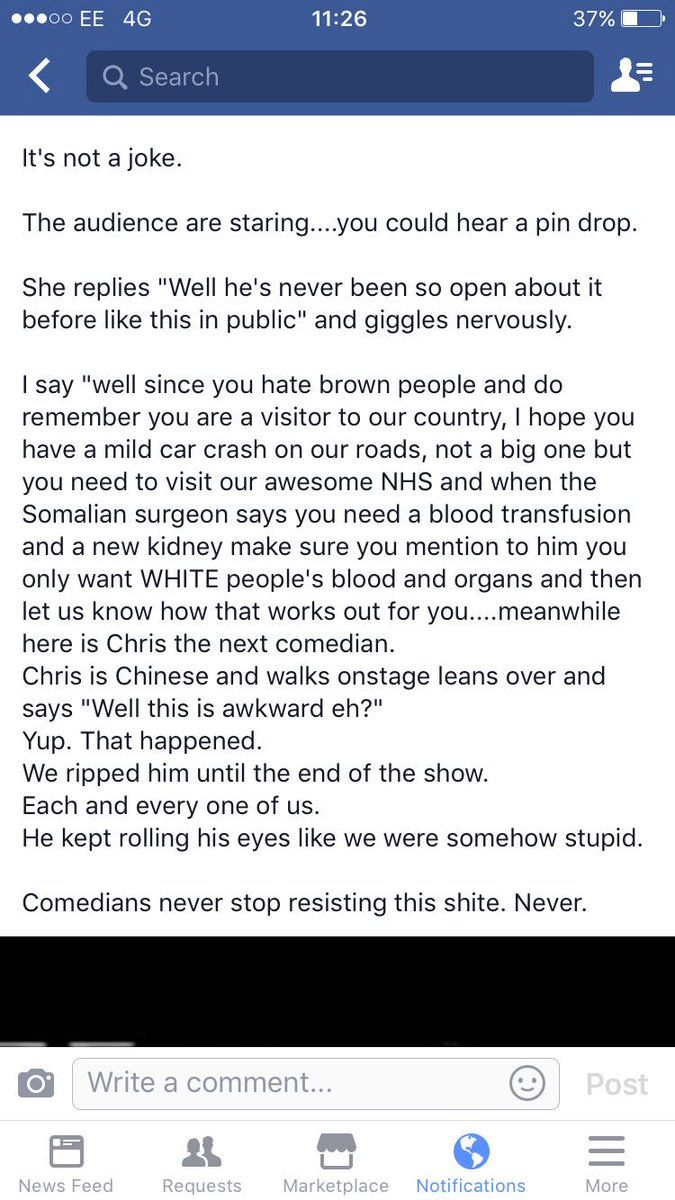 EE 4G 11:26 37%
Search
It's not a joke.
The audience are staring....you could hear a pin drop.
She replies "Well he's never been so open about it
before like this in public" and giggles nervously.
I say "well since you hate brown people and do
remember you are a visitor to our country, I hope you
have a mild car crash on our roads, not a big one but
you need to visit our awesome NHS and when the
Somalian surgeon says you need a blood transfusion
and a new kidney make sure you mention to him you
only want WHITE people's blood and organs and then
let us know how that works out for you....meanwhile
here is Chris the next comedian.
Chris is Chinese and walks onstage leans over and
says "Well this is awkward eh?"
Yup. That happened.
We ripped him until the end of the show.
Each and every one of us.
He kept rolling his eyes like we were somehow stupid.
Comedians never stop resisting this shite. Never.
Write a comment... Post
News Feed Requests Marketplace Notifications More